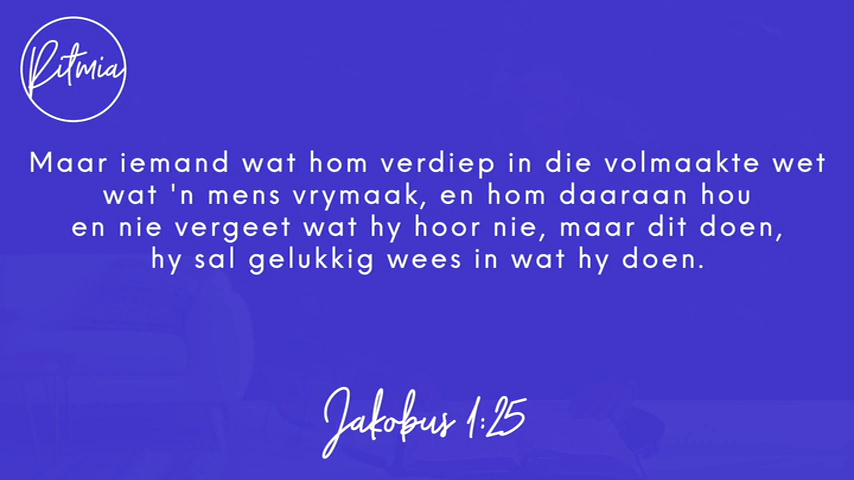 Ritmia
Maar iemand wat hom verdiep in die volmaakte wet
wat 'n mens vrymaak, en hom daaraan hou
en nie vergeet wat hy hoor nie, maar dit doen,
hy sal gelukkig wees in wat hy doen.
Jakobus 1:25